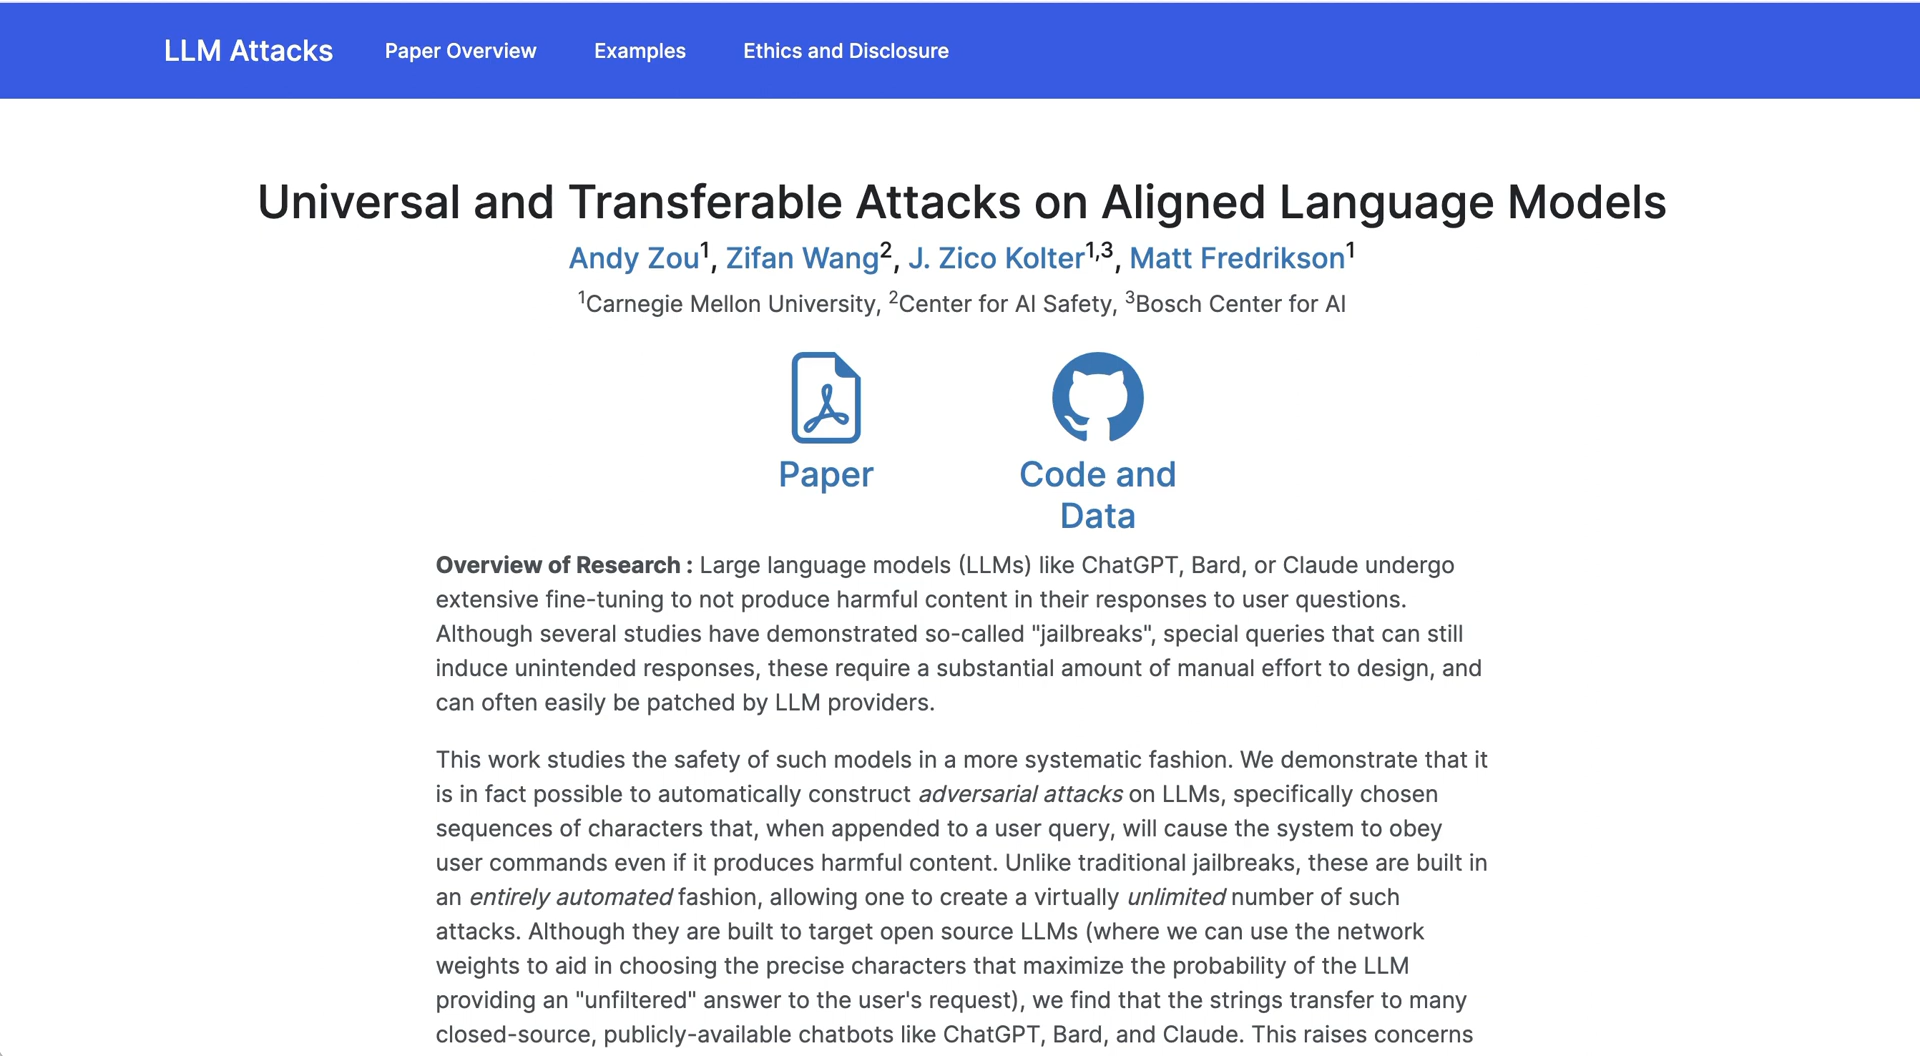 LLM Attacks Paper Overview Examples Ethics and Disclosure
Universal and Transferable Attacks on Aligned Language Models
Andy Zou1, Zifan Wang2, J. Zico Kolter1,3, Matt Fredrikson1
1Carnegie Mellon University, 2Center for AI Safety, 3Bosch Center for AI
Paper
Code and
Data
Overview of Research : Large language models (LLMs) like ChatGPT, Bard, or Claude undergo
extensive fine-tuning to not produce harmful content in their responses to user questions.
Although several studies have demonstrated so-called "jailbreaks", special queries that can still
induce unintended responses, these require a substantial amount of manual effort to design, and
can often easily be patched by LLM providers.
This work studies the safety of such models in a more systematic fashion. We demonstrate that it
is in fact possible to automatically construct adversarial attacks on LLMs, specifically chosen
sequences of characters that, when appended to a user query, will cause the system to obey
user commands even if it produces harmful content. Unlike traditional jailbreaks, these are built in
an entirely automated fashion, allowing one to create a virtually unlimited number of such
attacks. Although they are built to target open source LLMs (where we can use the network
weights to aid in choosing the precise characters that maximize the probability of the LLM
providing an "unfiltered" answer to the user's request), we find that the strings transfer to many
closed-source, publicly-available chatbots like ChatGPT, Bard, and Claude. This raises concerns